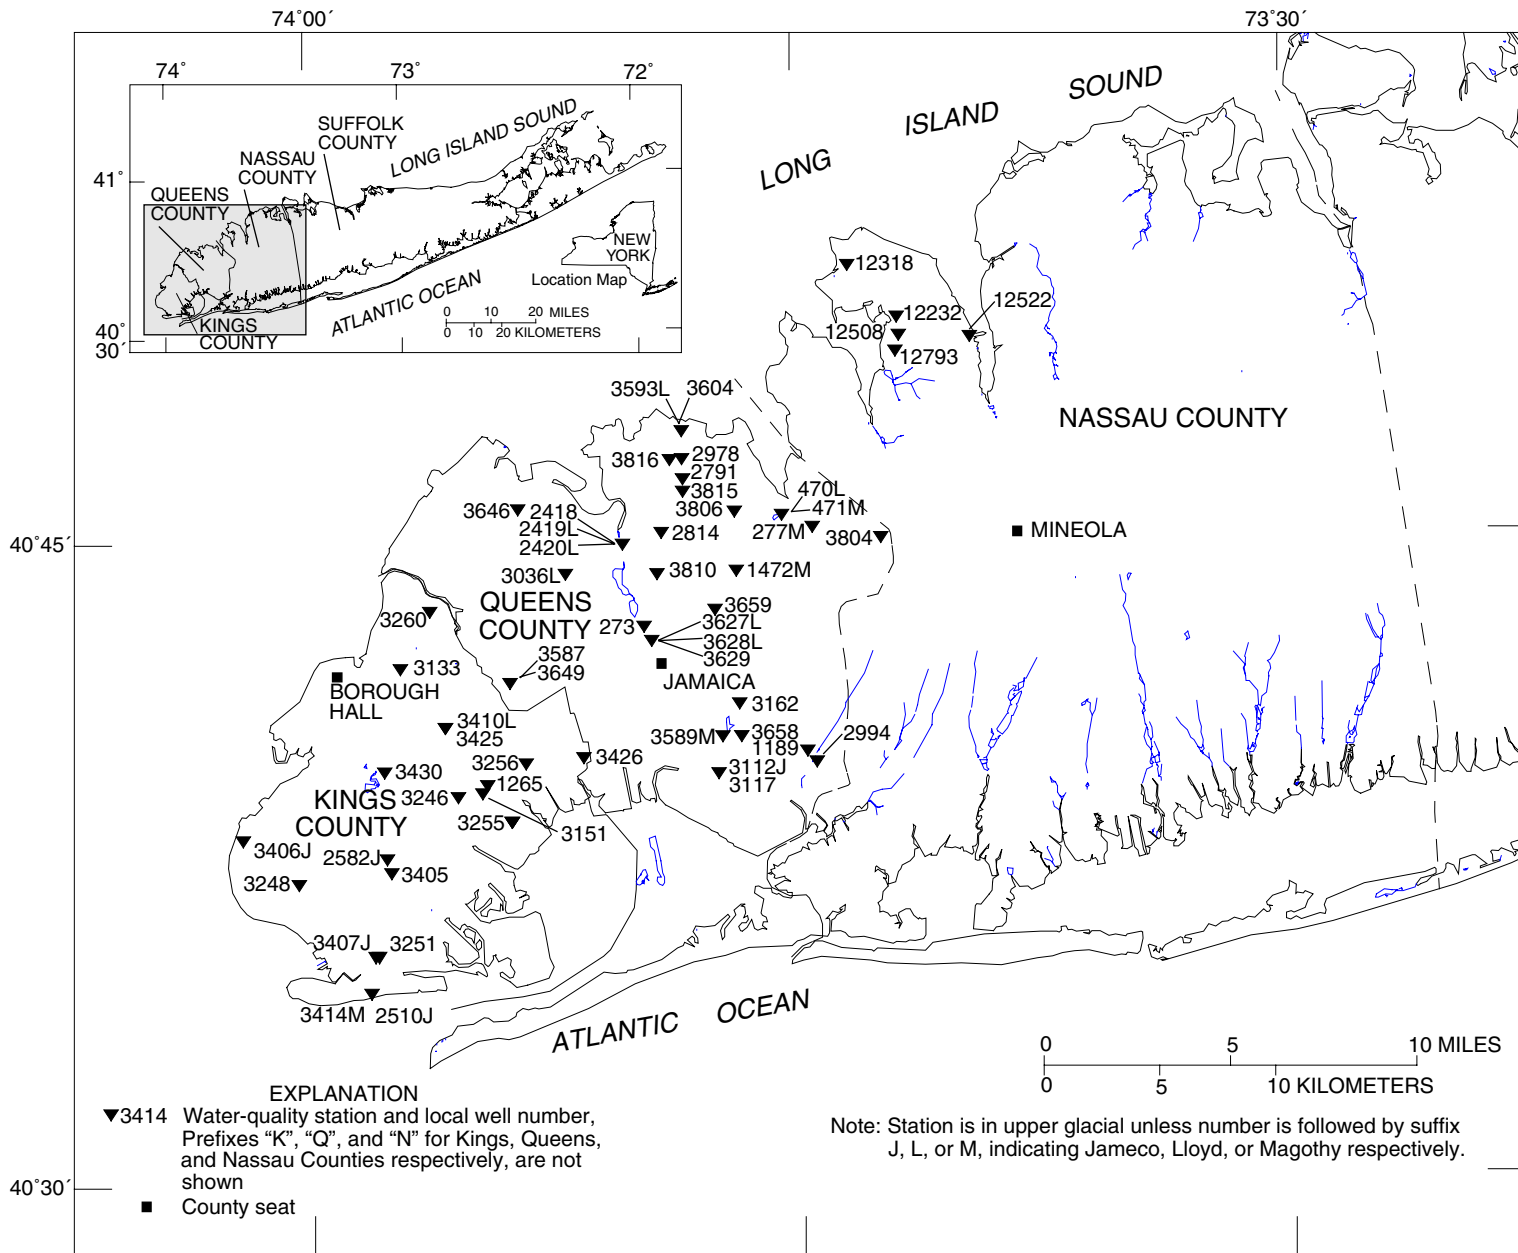 74°00´
73°30´
74°
73°
72°
LONG ISLAND SOUND
SUFFOLK
COUNTY
NASSAU
COUNTY
QUEENS
COUNTY
41°
40°
30´
KINGS
COUNTY
ATLANTIC OCEAN
NEW
YORK
Location Map
0 10 20 MILES
0 10 20 KILOMETERS
LONG ISLAND SOUND
12318
12232
12522
12508
12793
NASSAU COUNTY
3593L 3604
3816
2978
2791
3815
3806
470L
471M
277M
3804
MINEOLA
3646
2418
2419L
2420L
2814
40°45´
3036L
3810
1472M
QUEENS
COUNTY
3260
273
3659
3627L
3628L
3629
3133
3587
3649
JAMAICA
BOROUGH
HALL
3162
3410L
3425
3589M
3658
1189
2994
3256
3426
3112J
3117
3430
1265
3246
KINGS
COUNTY
3255
3151
3406J
2582J
3405
3248
3407J
3251
3414M
2510J
ATLANTIC OCEAN
0 5 10 MILES
0 5 10 KILOMETERS
EXPLANATION
3414 Water-quality station and local well number,
Prefixes “K”, “Q”, and “N” for Kings, Queens,
and Nassau Counties respectively, are not
shown
County seat
Note: Station is in upper glacial unless number is followed by suffix
J, L, or M, indicating Jameco, Lloyd, or Magothy respectively.
40°30´